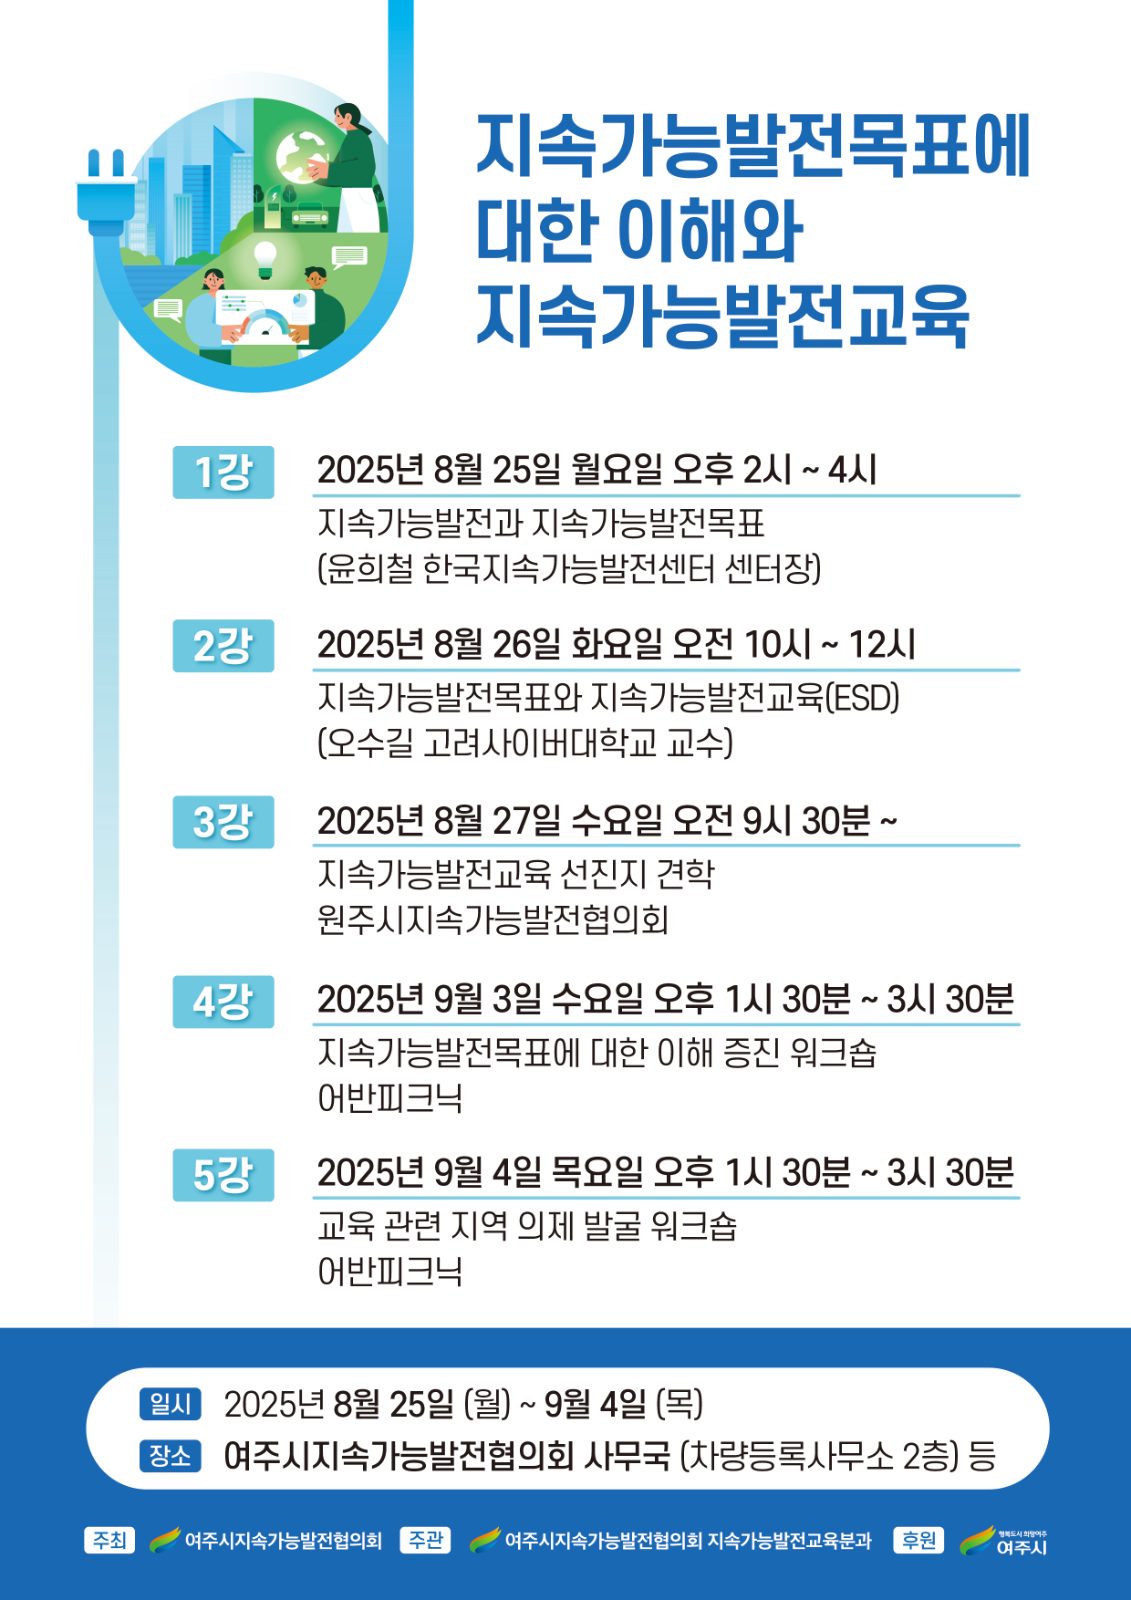 지속가능발전목표에
대한 이해와
지속가능발전교육
1강
2025년 8월 25일 월요일 오후 2시 ~ 4시
지속가능발전과 지속가능발전목표
(윤희철 한국지속가능발전센터 센터장)
2강
2025년 8월 26일 화요일 오전 10시 ~ 12시
지속가능발전목표와 지속가능발전교육(ESD)
(오수길 고려사이버대학교 교수)
3강
2025년 8월 27일 수요일 오전 9시 30분 ~
지속가능발전교육 선진지 견학
원주시지속가능발전협의회
4강
2025년 9월 3일 수요일 오후 1시 30분 ~ 3시 30분
지속가능발전목표에 대한 이해 증진 워크숍
어반피크닉
5강
2025년 9월 4일 목요일 오후 1시 30분 ~ 3시 30분
교육 관련 지역 의제 발굴 워크숍
어반피크닉
일시 2025년 8월 25일 (월) ~ 9월 4일 (목)
장소 여주시지속가능발전협의회 사무국 (차량등록사무소 2층) 등
주최 여주시지속가능발전협의회 주관 여주시지속가능발전협의회 지속가능발전교육분과 후원 행복도시 희망여주
여주시